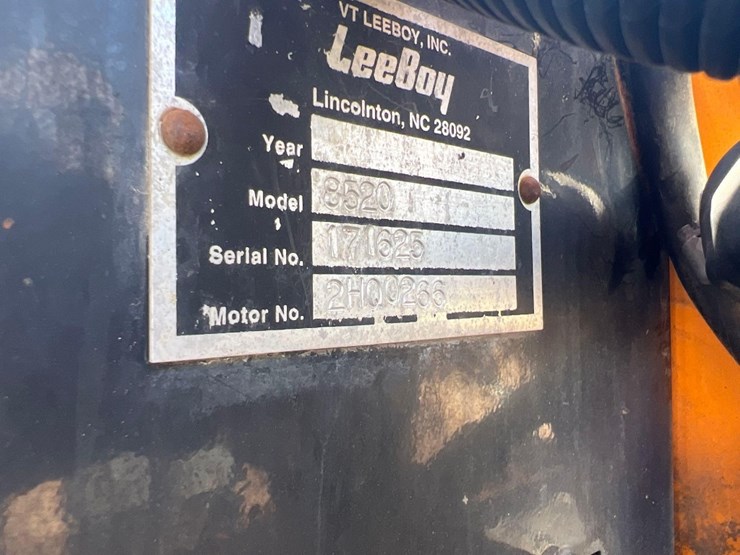 VT LEEBOY, INC.
LeeBoy
Lincolnton, NC 28092
Year
Model 8520
Serial No. 171625
Motor No. 2H00266